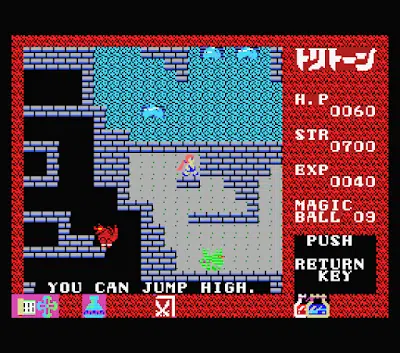 トリトーン
H.P
0060
STR
0700
EXP
0040
MAGIC
BALL 09
PUSH
RETURN
KEY
YOU CAN JUMP HIGH.